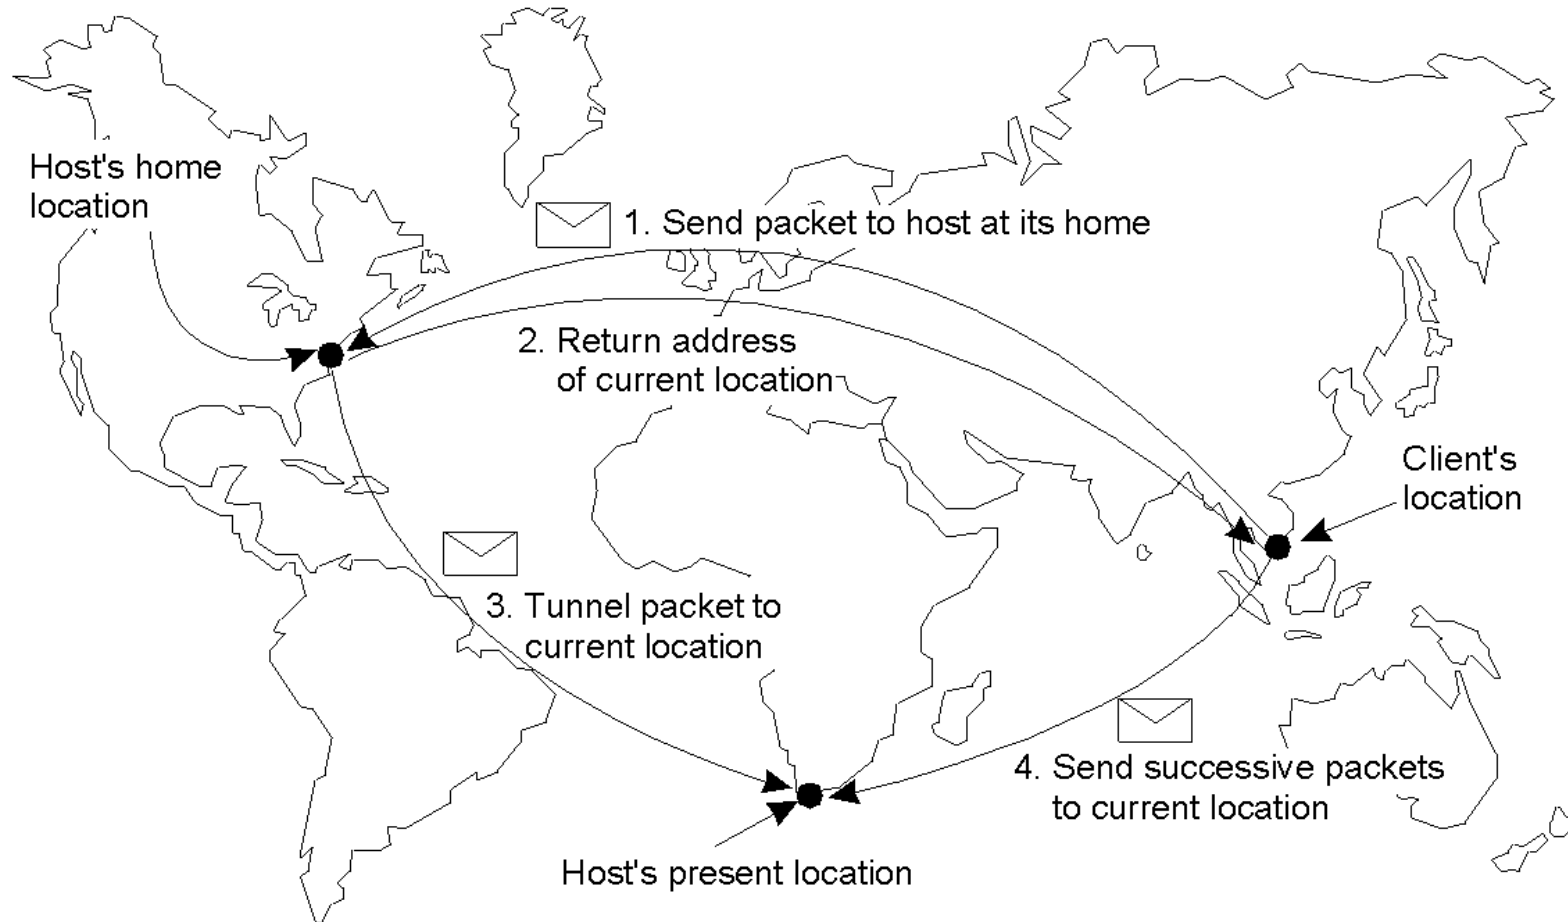 Host's home
location
1. Send packet to host at its home
2. Return address
of current location
Client's
location
3. Tunnel packet to
current location
4. Send successive packets
to current location
Host's present location